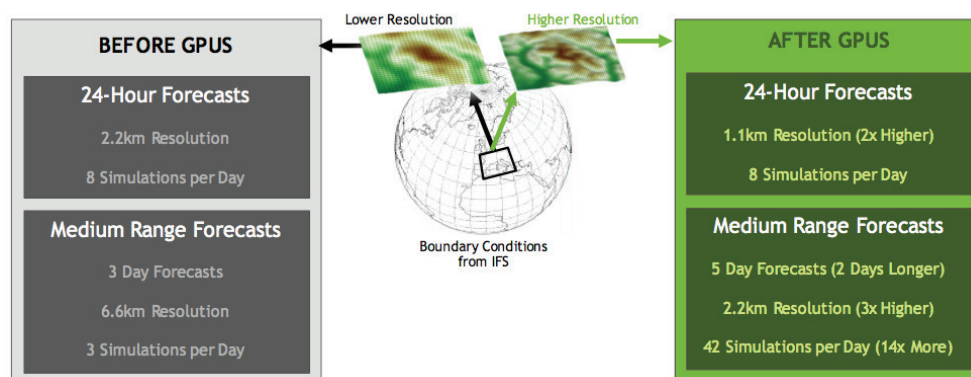 Lower Resolution
Higher Resolution
BEFORE GPUS
24-Hour Forecasts
2.2km Resolution
8 Simulations per Day
Medium Range Forecasts
3 Day Forecasts
6.6km Resolution
3 Simulations per Day
Boundary Conditions
from IFS
AFTER GPUS
24-Hour Forecasts
1.1km Resolution (2x Higher)
8 Simulations per Day
Medium Range Forecasts
5 Day Forecasts (2 Days Longer)
2.2km Resolution (3x Higher)
42 Simulations per Day (14x More)